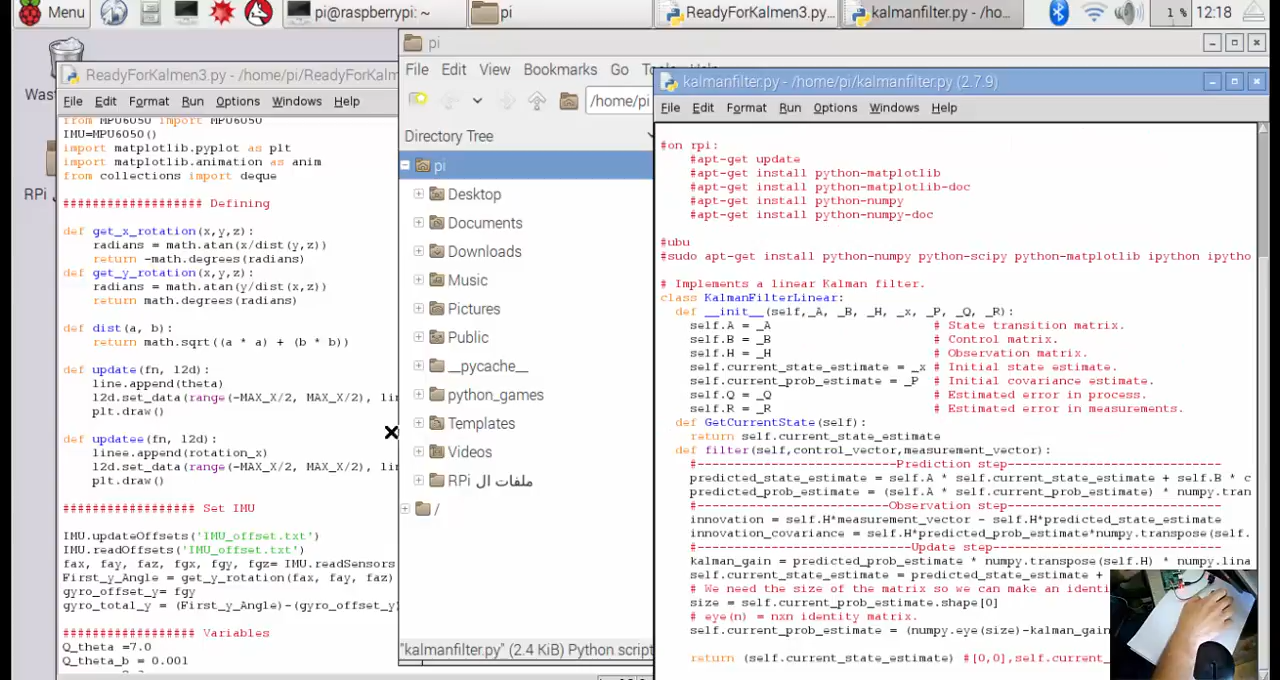 Menu
pi@raspberrypi: ~
pi
ReadyForKalmen3.py...
kalmanfilter.py - /ho...
1 %
12:18
Was
RPi ل
ReadyForKalmen3.py - /home/pi/ReadyForKalm
File Edit Format Run Options Windows Help
from MPU6050 import MPU6050
IMU=MPU6050()
import matplotlib.pyplot as plt
import matplotlib.animation as anim
from collections import deque
################### Defining
def get_x_rotation(x,y,z):
radians = math.atan(x/dist(y,z))
return -math.degrees(radians)
def get_y_rotation(x,y,z):
radians = math.atan(y/dist(x,z))
return math.degrees(radians)
def dist(a, b):
return math.sqrt((a * a) + (b * b))
def update(fn, l2d):
line.append(theta)
l2d.set_data(range(-MAX_X/2, MAX_X/2), li
plt.draw()
def updatee(fn, l2d):
linee.append(rotation_x)
l2d.set_data(range(-MAX_X/2, MAX_X/2), li
plt.draw()
################## Set IMU
IMU.updateOffsets('IMU_offset.txt')
IMU.readOffsets('IMU_offset.txt')
fax, fay, faz, fgx, fgy, fgz= IMU.readSensors
First_y_Angle = get_y_rotation(fax, fay, faz)
gyro_offset_y= fgy
gyro_total_y = (First_y_Angle)-(gyro_offset_y)
################## Variables
Q_theta =7.0
Q_theta_b = 0.001
pi
File Edit View Bookmarks Go Tools Help
/home/pi
Directory Tree
pi
Desktop
Documents
Downloads
Music
Pictures
Public
__pycache__
python_games
Templates
Videos
ملفات ال RPi
/
"kalmanfilter.py" (2.4 KiB) Python script
kalmanfilter.py - /home/pi/kalmanfilter.py (2.7.9)
File Edit Format Run Options Windows Help
#on rpi:
#apt-get update
#apt-get install python-matplotlib
#apt-get install python-matplotlib-doc
#apt-get install python-numpy
#apt-get install python-numpy-doc
#ubu
#sudo apt-get install python-numpy python-scipy python-matplotlib ipython ipytho
# Implements a linear Kalman filter.
class KalmanFilterLinear:
def __init__(self,_A, _B, _H, _x, _P, _Q, _R):
self.A = _A # State transition matrix.
self.B = _B # Control matrix.
self.H = _H # Observation matrix.
self.current_state_estimate = _x # Initial state estimate.
self.current_prob_estimate = _P # Initial covariance estimate.
self.Q = _Q # Estimated error in process.
self.R = _R # Estimated error in measurements.
def GetCurrentState(self):
return self.current_state_estimate
def filter(self,control_vector,measurement_vector):
#---------------------------Prediction step-----------------------------
predicted_state_estimate = self.A * self.current_state_estimate + self.B * c
predicted_prob_estimate = (self.A * self.current_prob_estimate) * numpy.tran
#--------------------------Observation step-----------------------------
innovation = self.H*measurement_vector - self.H*predicted_state_estimate
innovation_covariance = self.H*predicted_prob_estimate*numpy.transpose(self.
#-----------------------------Update step-------------------------------
kalman_gain = predicted_prob_estimate * numpy.transpose(self.H) * numpy.lina
self.current_state_estimate = predicted_state_estimate +
# We need the size of the matrix so we can make an identi
size = self.current_prob_estimate.shape[0]
# eye(n) = nxn identity matrix.
self.current_prob_estimate = (numpy.eye(size)-kalman_gain
return (self.current_state_estimate) #[0,0],self.current_